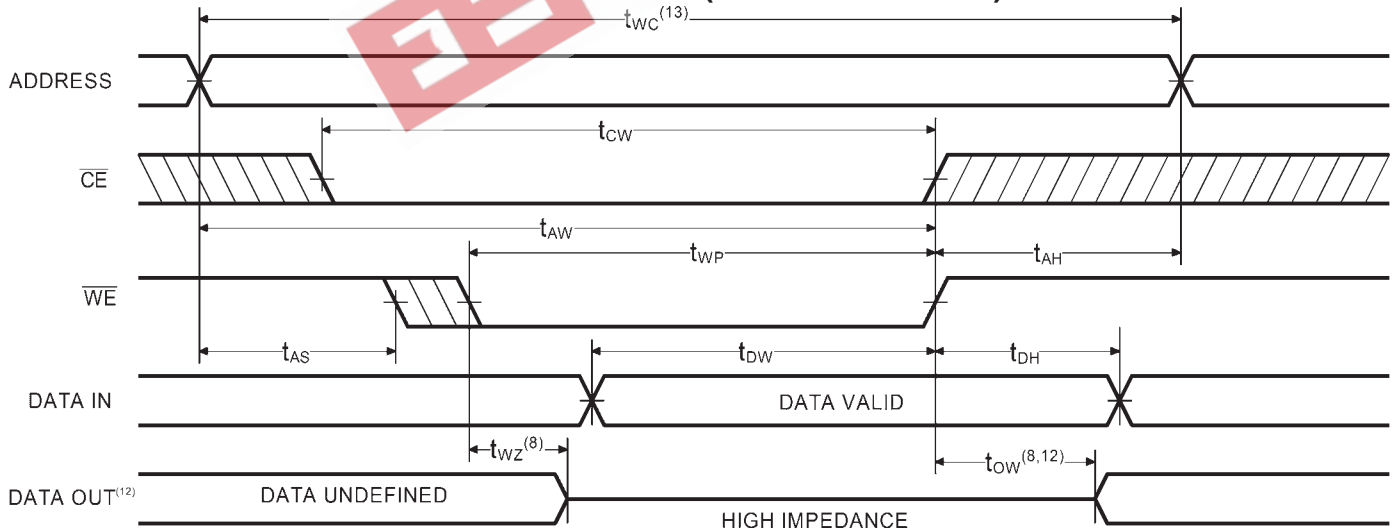 tWC(13)
ADDRESS
tCW
CE
tAW
tWP
tAH
WE
tAS
tDW
tDH
DATA IN
DATA VALID
tWZ(8)
tOW(8,12)
DATA OUT(12)
DATA UNDEFINED
HIGH IMPEDANCE